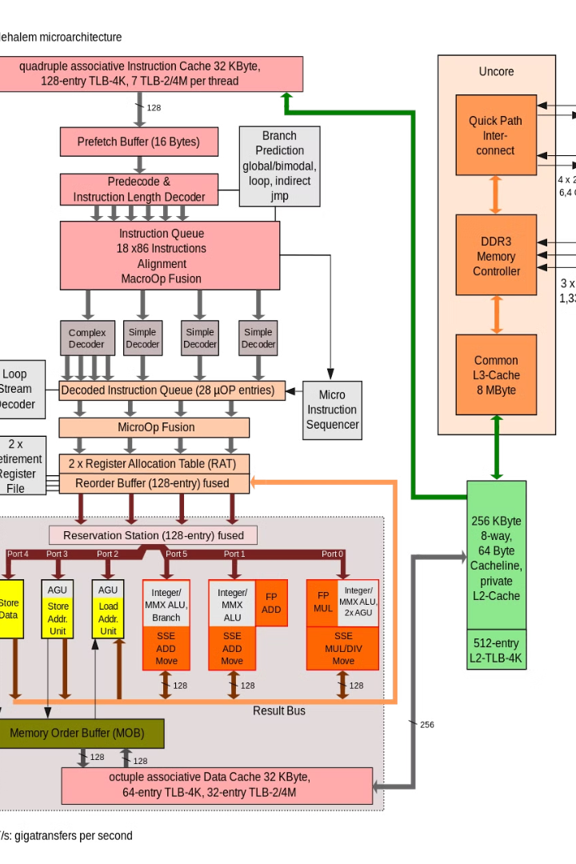 ehalem microarchitecture
quadruple associative Instruction Cache 32 KByte,
128-entry TLB-4K, 7 TLB-2/4M per thread
128
Prefetch Buffer (16 Bytes)
Predecode &
Instruction Length Decoder
Branch
Prediction
global/bimodal,
loop, indirect
jmp
Instruction Queue
18 x86 Instructions
Alignment
MacroOp Fusion
Complex
Decoder
Simple
Decoder
Simple
Decoder
Simple
Decoder
Loop
Stream
Decoder
Decoded Instruction Queue (28 µOP entries)
Micro
Instruction
Sequencer
MicroOp Fusion
2 x
etirement
Register
File
2 x Register Allocation Table (RAT)
Reorder Buffer (128-entry) fused
Reservation Station (128-entry) fused
Port 4
Port 3
Port 2
Port 5
Port 1
Port 0
Store
Data
AGU
Store
Addr.
Unit
AGU
Load
Addr.
Unit
Integer/
MMX ALU,
Branch
SSE
ADD
Move
Integer/
MMX
ALU
FP
ADD
SSE
ADD
Move
FP
MUL
Integer/
MMX ALU,
2x AGU
SSE
MUL/DIV
Move
128
128
128
Result Bus
Memory Order Buffer (MOB)
128
128
octuple associative Data Cache 32 KByte,
64-entry TLB-4K, 32-entry TLB-2/4M
256
Uncore
Quick Path
Inter-
connect
4 x 2
6,4
DDR3
Memory
Controller
3 x
1,33
Common
L3-Cache
8 MByte
256 KByte
8-way,
64 Byte
Cacheline,
private
L2-Cache
512-entry
L2-TLB-4K
/s: gigatransfers per second